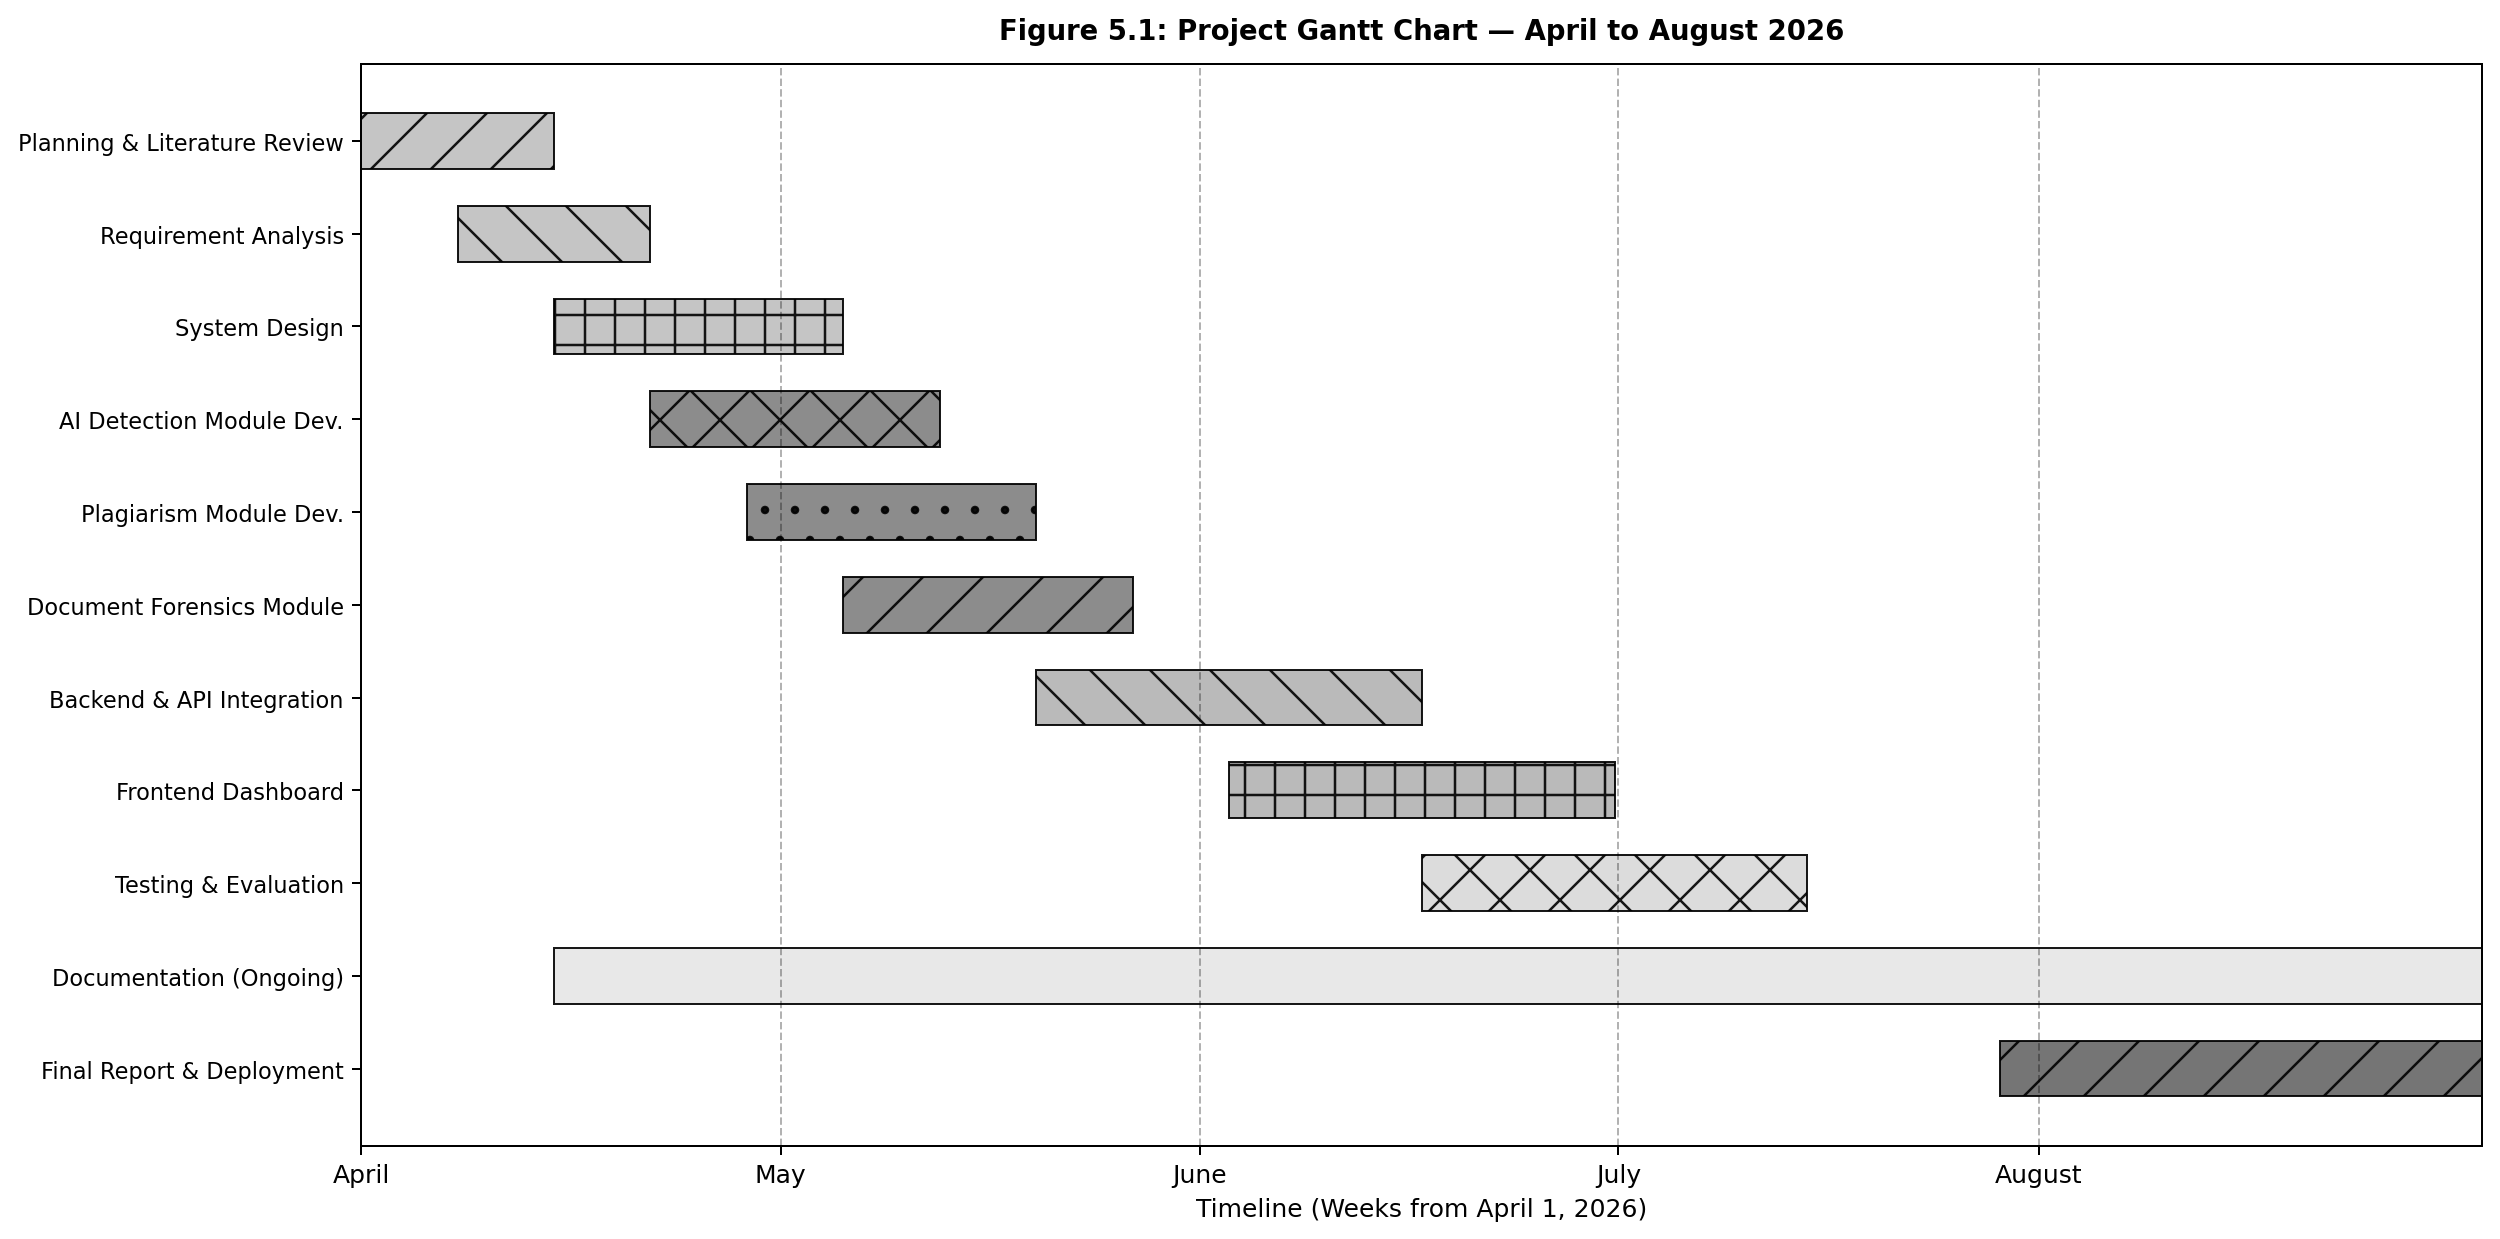 Figure 5.1: Project Gantt Chart — April to August 2026
Planning & Literature Review
Requirement Analysis
System Design
AI Detection Module Dev.
Plagiarism Module Dev.
Document Forensics Module
Backend & API Integration
Frontend Dashboard
Testing & Evaluation
Documentation (Ongoing)
Final Report & Deployment
April May June July August
Timeline (Weeks from April 1, 2026)